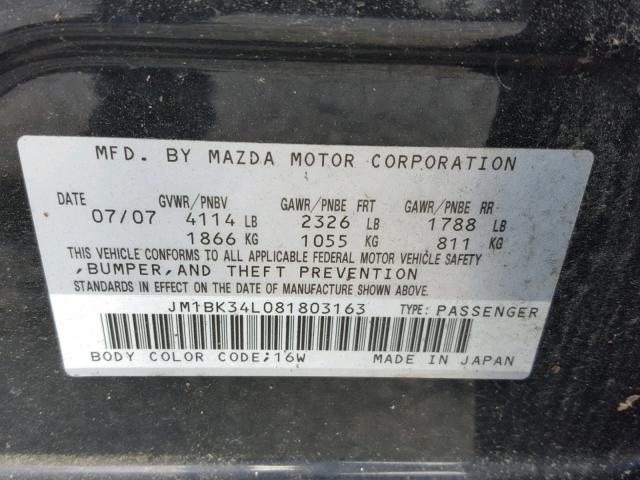 MFD. BY MAZDA MOTOR CORPORATION
DATE GVWR/PNBV GAWR/PNBE FRT GAWR/PNBE RR
07/07 4114 LB 2326 LB 1788 LB
1866 KG 1055 KG 811 KG
THIS VEHICLE CONFORMS TO ALL APPLICABLE FEDERAL MOTOR VEHICLE SAFETY
,BUMPER,AND THEFT PREVENTION
STANDARDS IN EFFECT ON THE DATE OF MANUFACTURE SHOWN ABOVE.
JM1BK34L081803163 TYPE: PASSENGER
BODY COLOR CODE:16W MADE IN JAPAN